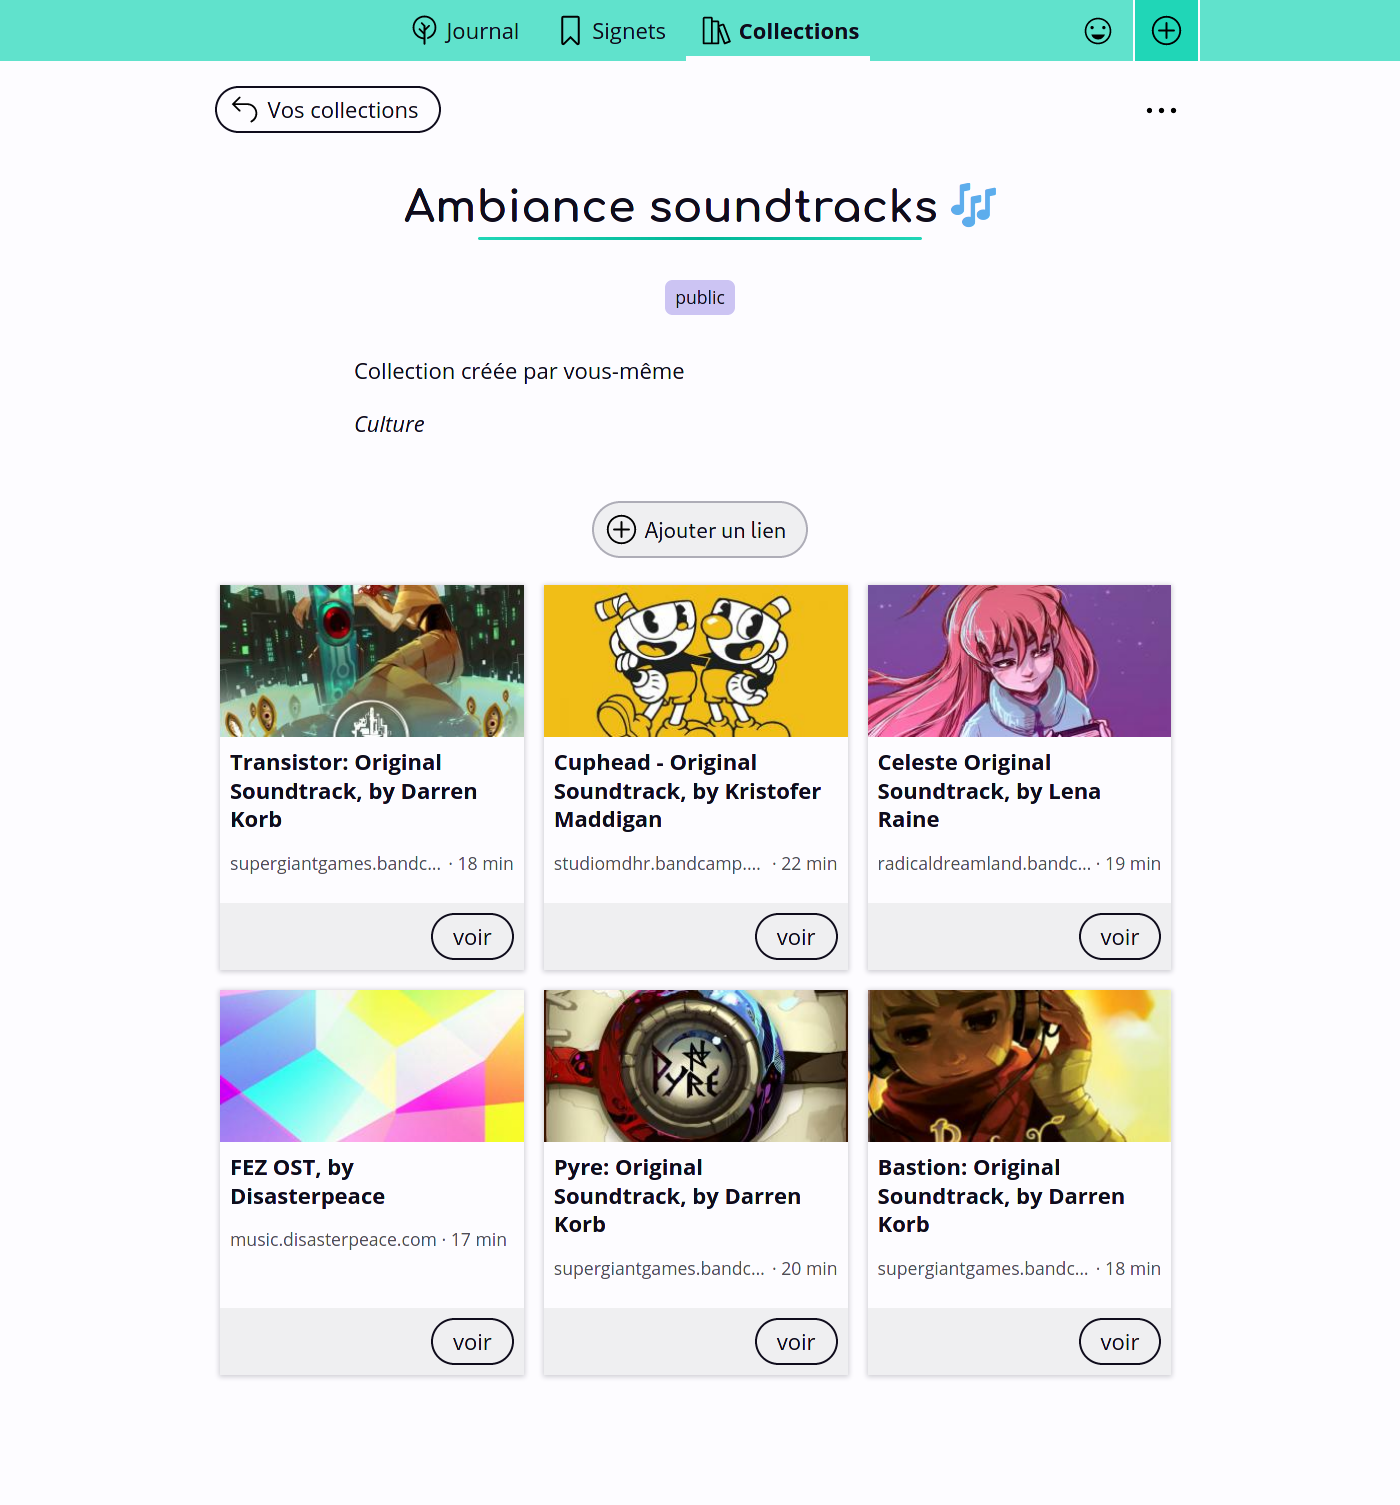 Journal
Signets
Collections
Vos collections
Ambiance soundtracks
public
Collection créée par vous-même
Culture
Ajouter un lien
Transistor: Original
Soundtrack, by Darren
Korb
supergiantgames.bandc... · 18 min
voir
Cuphead - Original
Soundtrack, by Kristofer
Maddigan
studiomdhr.bandcamp.... · 22 min
voir
Celeste Original
Soundtrack, by Lena
Raine
radicaldreamland.bandc... · 19 min
voir
FEZ OST, by
Disasterpeace
music.disasterpeace.com · 17 min
voir
PYRE
Pyre: Original
Soundtrack, by Darren
Korb
supergiantgames.bandc... · 20 min
voir
Bastion: Original
Soundtrack, by Darren
Korb
supergiantgames.bandc... · 18 min
voir